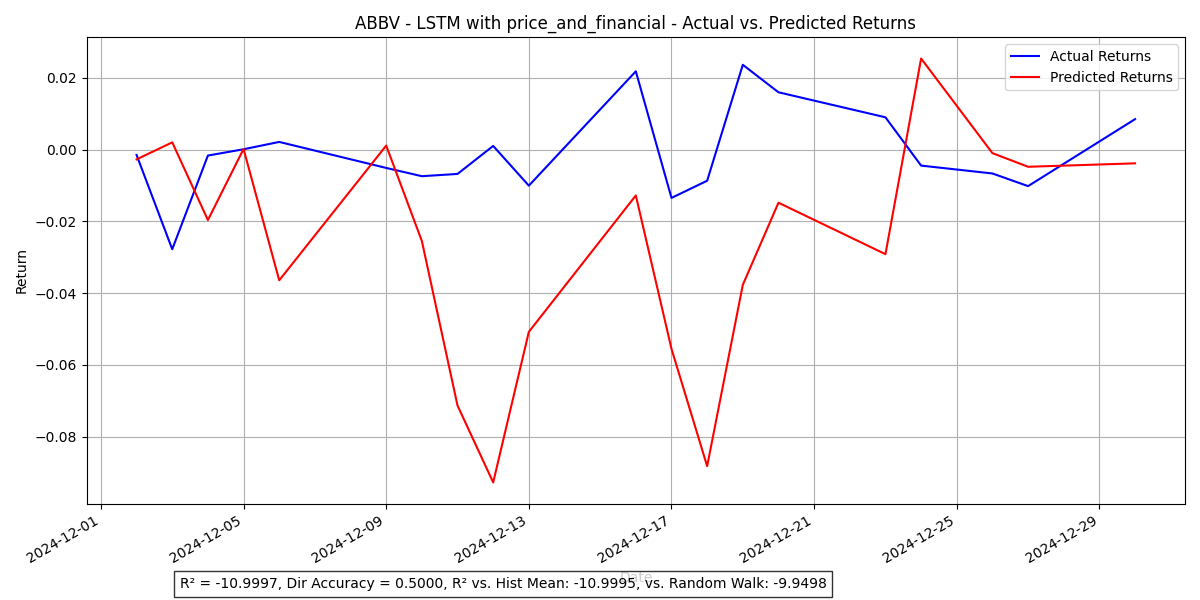 ABBV - LSTM with price_and_financial - Actual vs. Predicted Returns
Actual Returns
Predicted Returns
Return
0.02
0.00
−0.02
−0.04
−0.06
−0.08
2024-12-01
2024-12-05
2024-12-09
2024-12-13
2024-12-17
2024-12-21
2024-12-25
2024-12-29
Date
R² = -10.9997, Dir Accuracy = 0.5000, R² vs. Hist Mean: -10.9995, vs. Random Walk: -9.9498